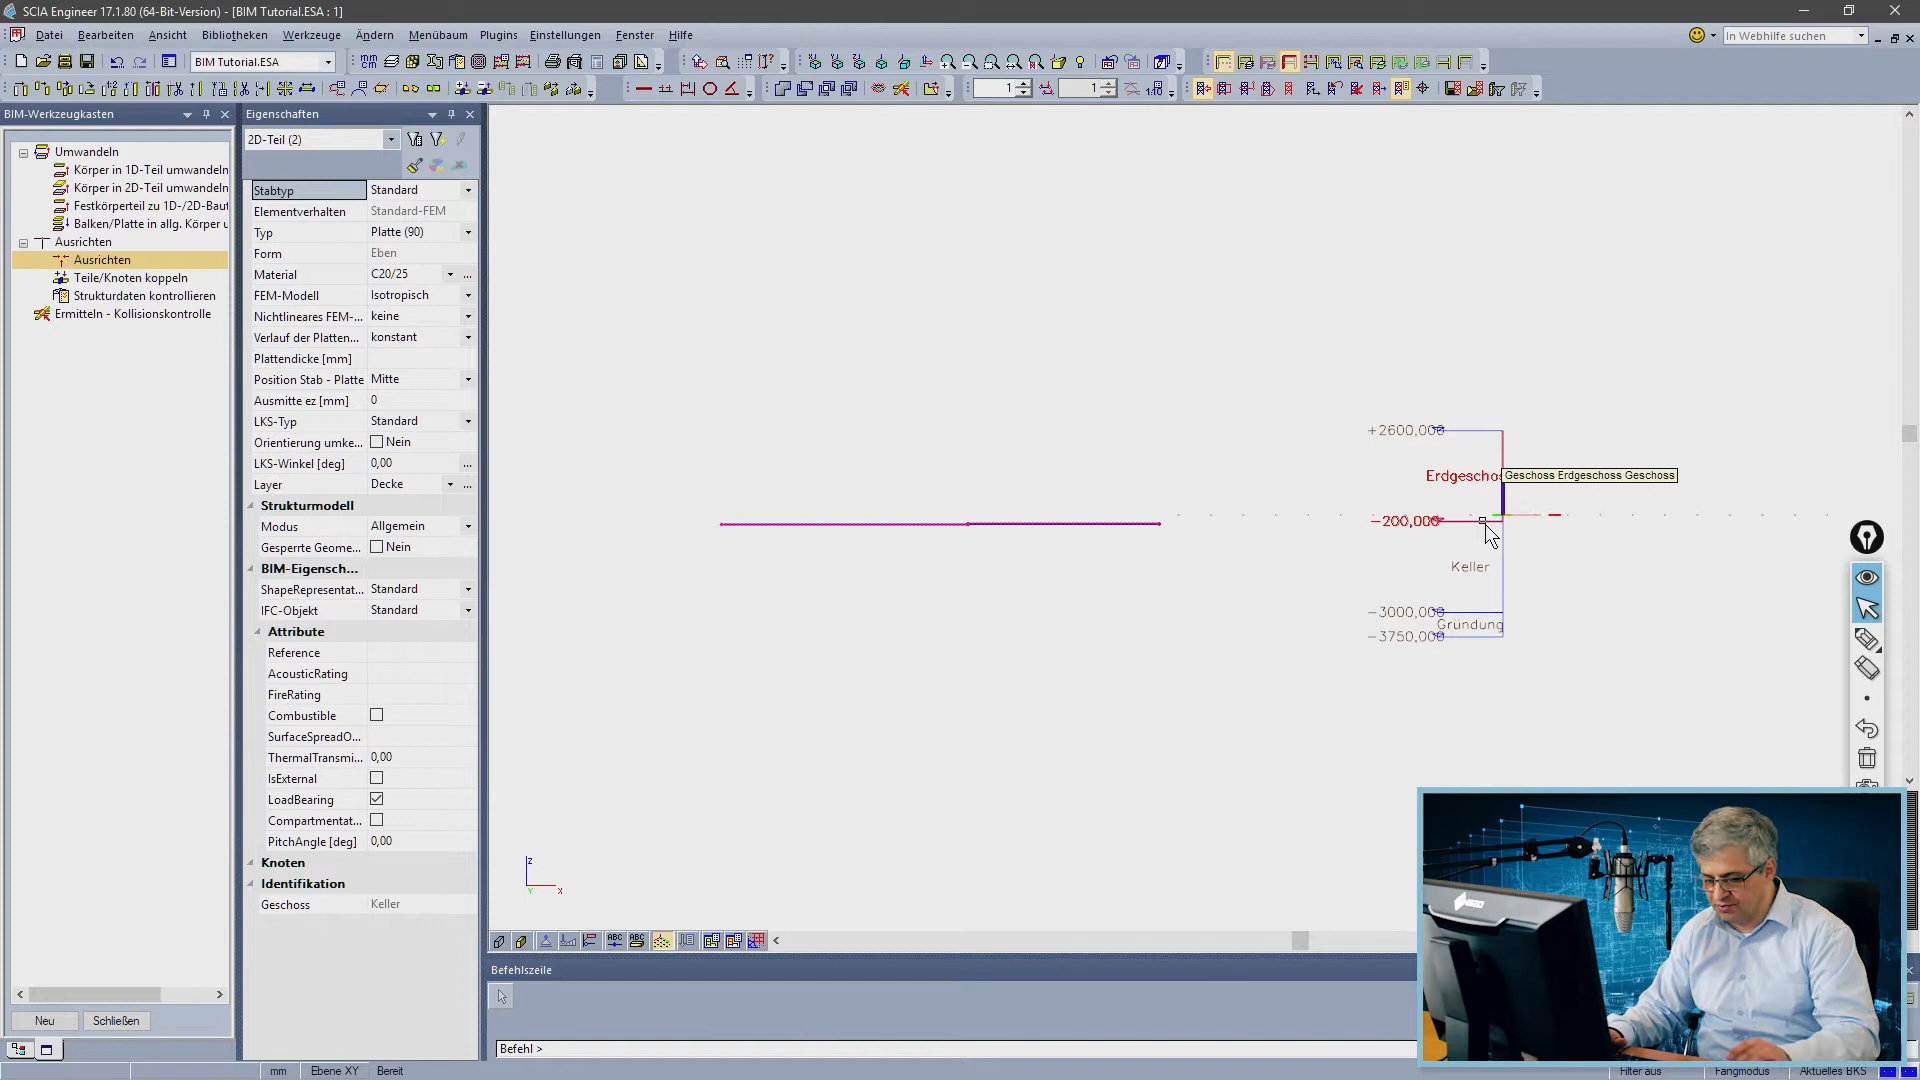 SCIA Engineer 17.1.80 (64-Bit-Version) - [BIM Tutorial.ESA : 1]
Datei Bearbeiten Ansicht Bibliotheken Werkzeuge Ändern Menübaum Plugins Einstellungen Fenster Hilfe
In Webhilfe suchen
BIM Tutorial.ESA
1 1
BIM-Werkzeugkasten
Umwandeln
Körper in 1D-Teil umwandeln
Körper in 2D-Teil umwandeln
Festkörperteil zu 1D-/2D-Baut
Balken/Platte in allg. Körper u
Ausrichten
Ausrichten
Teile/Knoten koppeln
Strukturdaten kontrollieren
Ermitteln - Kollisionskontrolle
Neu Schließen
Eigenschaften
2D-Teil (2)
Stabtyp Standard
Elementverhalten Standard-FEM
Typ Platte (90)
Form Eben
Material C20/25 ...
FEM-Modell Isotropisch
Nichtlineares FEM-... keine
Verlauf der Platten... konstant
Plattendicke [mm]
Position Stab - Platte Mitte
Ausmitte ez [mm] 0
LKS-Typ Standard
Orientierung umke... Nein
LKS-Winkel [deg] 0,00 ...
Layer Decke ...
Strukturmodell
Modus Allgemein
Gesperrte Geome... Nein
BIM-Eigensch...
ShapeRepresentat... Standard
IFC-Objekt Standard
Attribute
Reference
AcousticRating
FireRating
Combustible
SurfaceSpreadO...
ThermalTransmi... 0,00
IsExternal
LoadBearing
Compartmentat...
PitchAngle [deg] 0,00
Knoten
Identifikation
Geschoss Keller
+2600,000
Erdgeschos
Geschoss Erdgeschoss Geschoss
-200,000
Keller
-3000,000
Gründung
-3750,000
z
Y x
Befehlszeile
Befehl >
mm Ebene XY Bereit Filter aus Fangmodus Aktuelles BKS